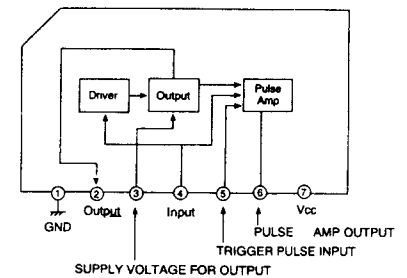 Driver
Output
Pulse
Amp
1 2 3 4 5 6 7
Output
Input
Vcc
GND
PULSE AMP OUTPUT
TRIGGER PULSE INPUT
SUPPLY VOLTAGE FOR OUTPUT